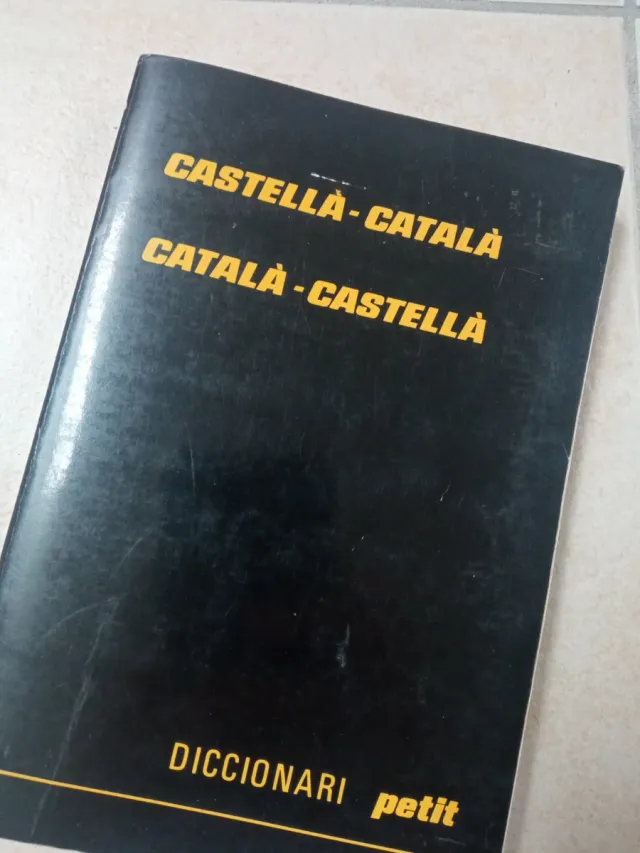 CASTELLÀ - CATALÀ
CATALÀ - CASTELLÀ
DICCIONARI petit